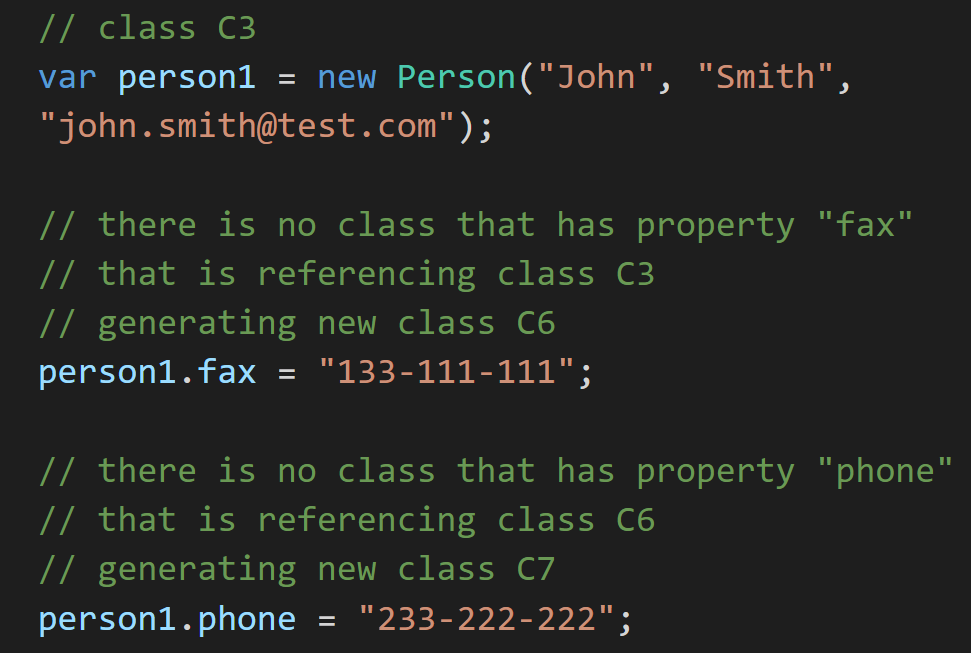 // class C3
var person1 = new Person("John", "Smith",
"john.smith@test.com");
// there is no class that has property "fax"
// that is referencing class C3
// generating new class C6
person1.fax = "133-111-111";
// there is no class that has property "phone"
// that is referencing class C6
// generating new class C7
person1.phone = "233-222-222";